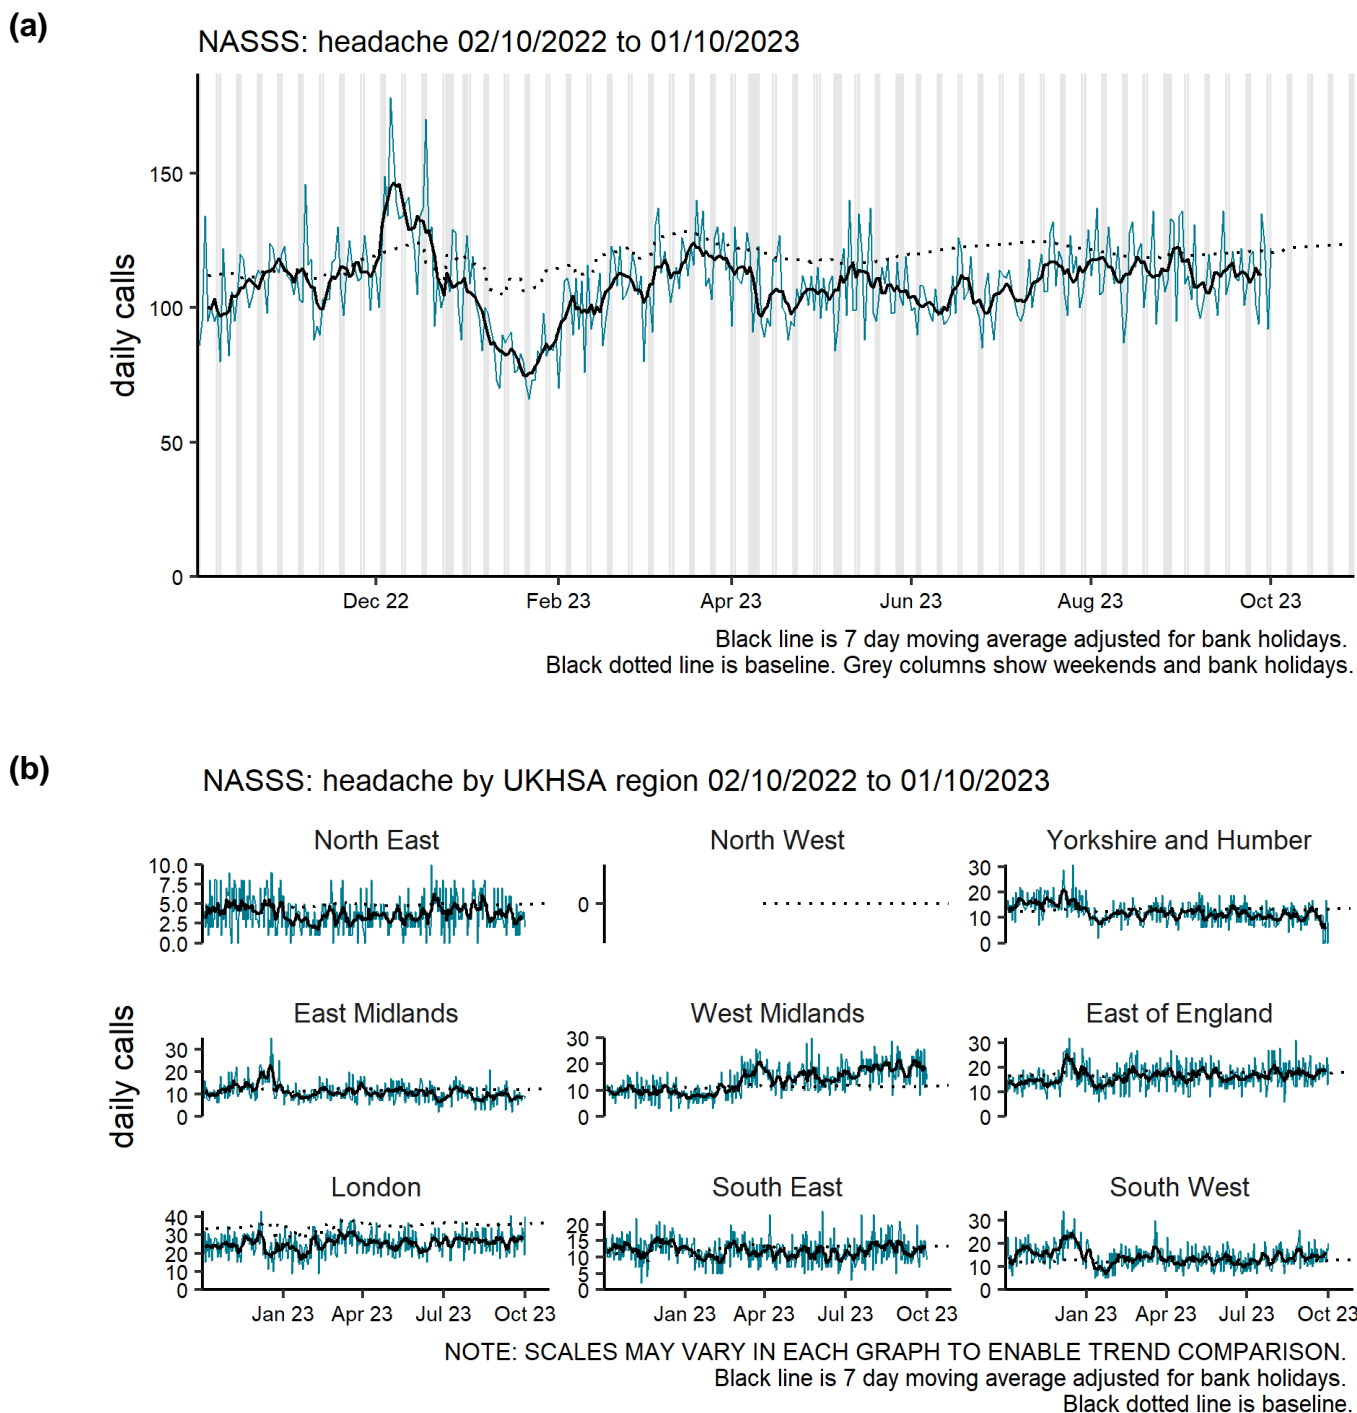 (a)
NASSS: headache 02/10/2022 to 01/10/2023
150
100
50
0
daily calls
Dec 22 Feb 23 Apr 23 Jun 23 Aug 23 Oct 23
Black line is 7 day moving average adjusted for bank holidays.
Black dotted line is baseline. Grey columns show weekends and bank holidays.
(b)
NASSS: headache by UKHSA region 02/10/2022 to 01/10/2023
North East North West Yorkshire and Humber
10.0
7.5
5.0
2.5
0.0
0
30
20
10
0
daily calls
East Midlands West Midlands East of England
30
20
10
0
30
20
10
0
30
20
10
0
London South East South West
40
30
20
10
0
20
15
10
5
0
30
20
10
0
Jan 23 Apr 23 Jul 23 Oct 23 Jan 23 Apr 23 Jul 23 Oct 23 Jan 23 Apr 23 Jul 23 Oct 23
NOTE: SCALES MAY VARY IN EACH GRAPH TO ENABLE TREND COMPARISON.
Black line is 7 day moving average adjusted for bank holidays.
Black dotted line is baseline.